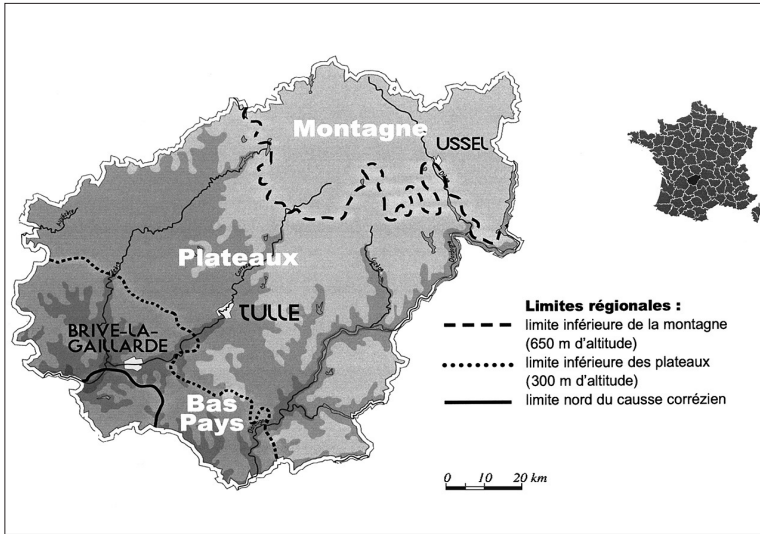 Montagne
USSEL
Plateaux
TULLE
BRIVE-LA-
GAILLARDE
Bas
Pays
Limites régionales :
limite inférieure de la montagne
(650 m d'altitude)
limite inférieure des plateaux
(300 m d'altitude)
limite nord du causse corrézien
0 10 20 km